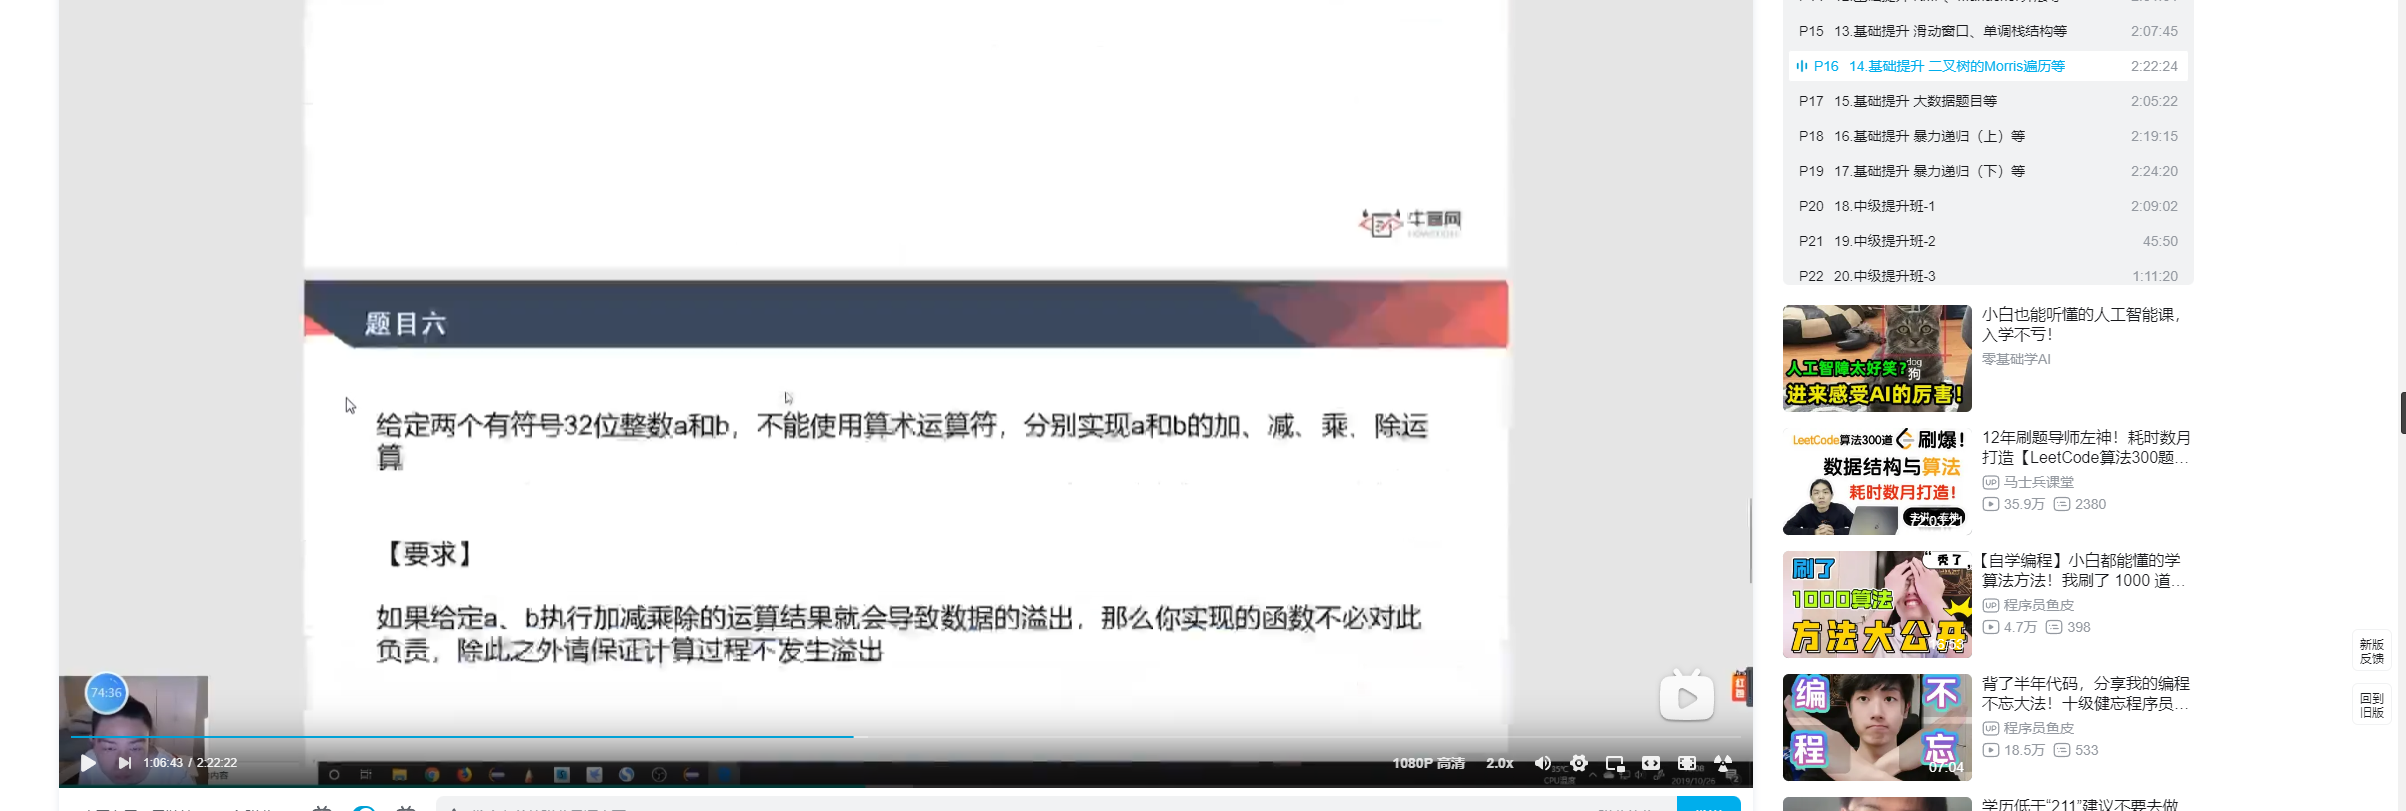 题目六
给定两个有符号32位整数a和b，不能使用算术运算符，分别实现a和b的加、减、乘、除运
算
【要求】
如果给定a、b执行加减乘除的运算结果就会导致数据的溢出，那么你实现的函数不必对此
负责，除此之外请保证计算过程不发生溢出
74:36
1:06:43 / 2:22:22
1080P 高清
2.0x
2019/10/26
P15 13.基础提升 滑动窗口、单调栈结构等 2:07:45
P16 14.基础提升 二叉树的Morris遍历等 2:22:24
P17 15.基础提升 大数据题目等 2:05:22
P18 16.基础提升 暴力递归（上）等 2:19:15
P19 17.基础提升 暴力递归（下）等 2:24:20
P20 18.中级提升班-1 2:09:02
P21 19.中级提升班-2 45:50
P22 20.中级提升班-3 1:11:20
人工智障太好笑？
dog
狗
进来感受AI的厉害！
小白也能听懂的人工智能课，
入学不亏！
零基础学AI
LeetCode算法300道 刷爆！
数据结构与算法
耗时数月打造！
72:03:21
12年刷题导师左神！耗时数月
打造【LeetCode算法300题...
UP 马士兵课堂
35.9万 2380
秃了
刷了
1000算法
方法大公开
【自学编程】小白都能懂的学
算法方法！我刷了 1000 道...
UP 程序员鱼皮
4.7万 398
编 不
程 忘
07:04
背了半年代码，分享我的编程
不忘大法！十级健忘程序员...
UP 程序员鱼皮
18.5万 533
学历低于“211”建议不要去做
新版
反馈
回到
旧版